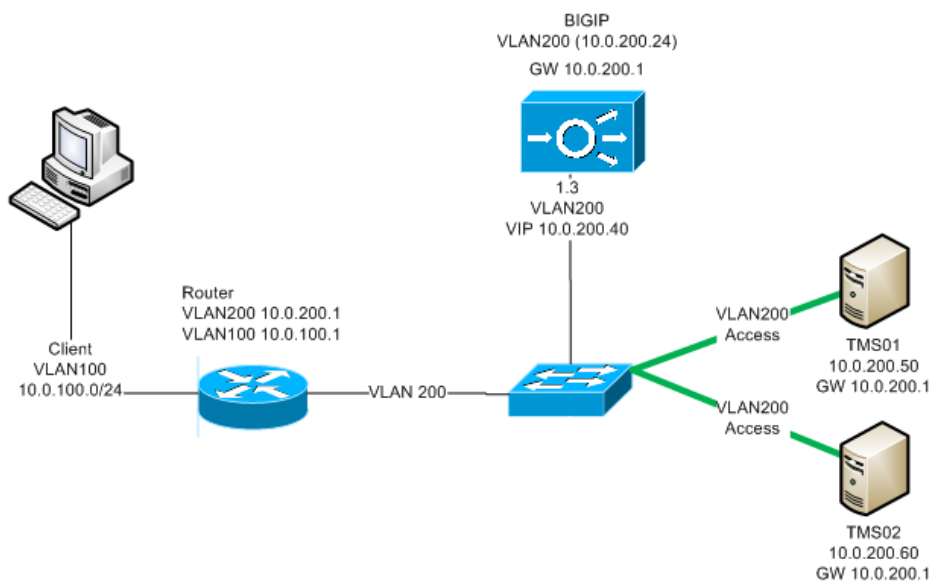 BIGIP
VLAN200 (10.0.200.24)
GW 10.0.200.1
1.3
VLAN200
VIP 10.0.200.40
Router
VLAN200 10.0.200.1
VLAN100 10.0.100.1
Client
VLAN100
10.0.100.0/24
VLAN 200
VLAN200
Access
TMS01
10.0.200.50
GW 10.0.200.1
VLAN200
Access
TMS02
10.0.200.60
GW 10.0.200.1